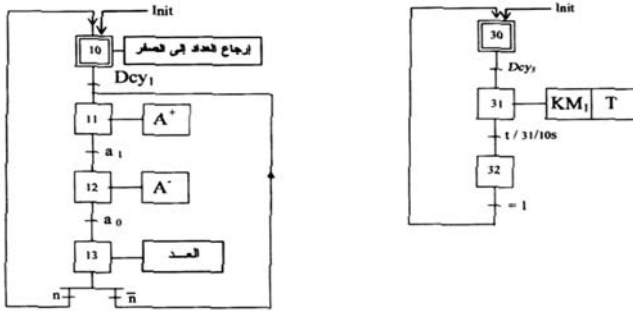 Init
10 إرجاع العداد إلى الصفر
Dcy₁
11 A⁺
a₁
12 A⁻
a₀
13 العـــد
n n̅
Init
30
Dcy₃
31 KM₁ T
t / 31/10s
32
= 1